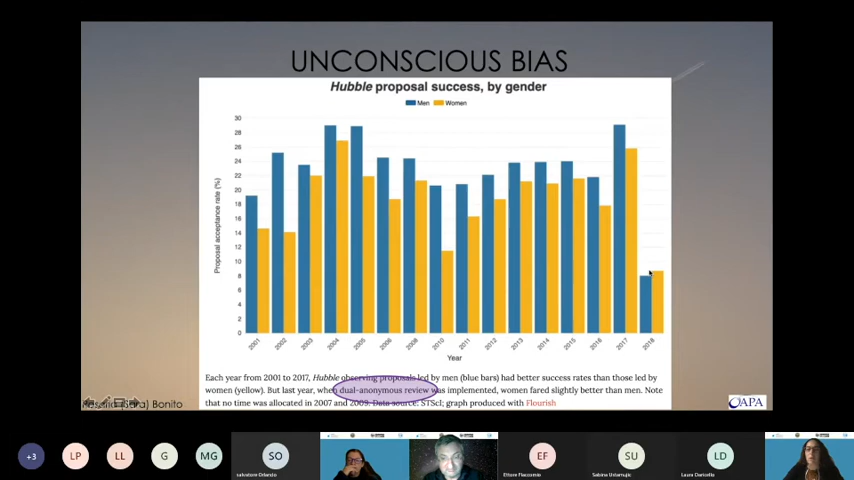 UNCONSCIOUS BIAS
Hubble proposal success, by gender
Men Women
30
28
26
24
22
20
18
16
14
12
10
8
6
4
2
0
Proposal acceptance rate (%)
2001 2002 2003 2004 2005 2006 2008 2010 2011 2012 2013 2014 2015 2016 2017 2018
Year
Each year from 2001 to 2017, Hubble observing proposals led by men (blue bars) had better success rates than those led by
women (yellow). But last year, when dual-anonymous review was implemented, women fared slightly better than men. Note
that no time was allocated in 2007 and 2009. Data source: STScI; graph produced with Flourish
(Sara) Bonito
OAPA
+3 LP LL G MG SO EF SU LD
salvatore Orlando
Ettore Flaccomio
Sabina Ustamujic
Laura Daricello